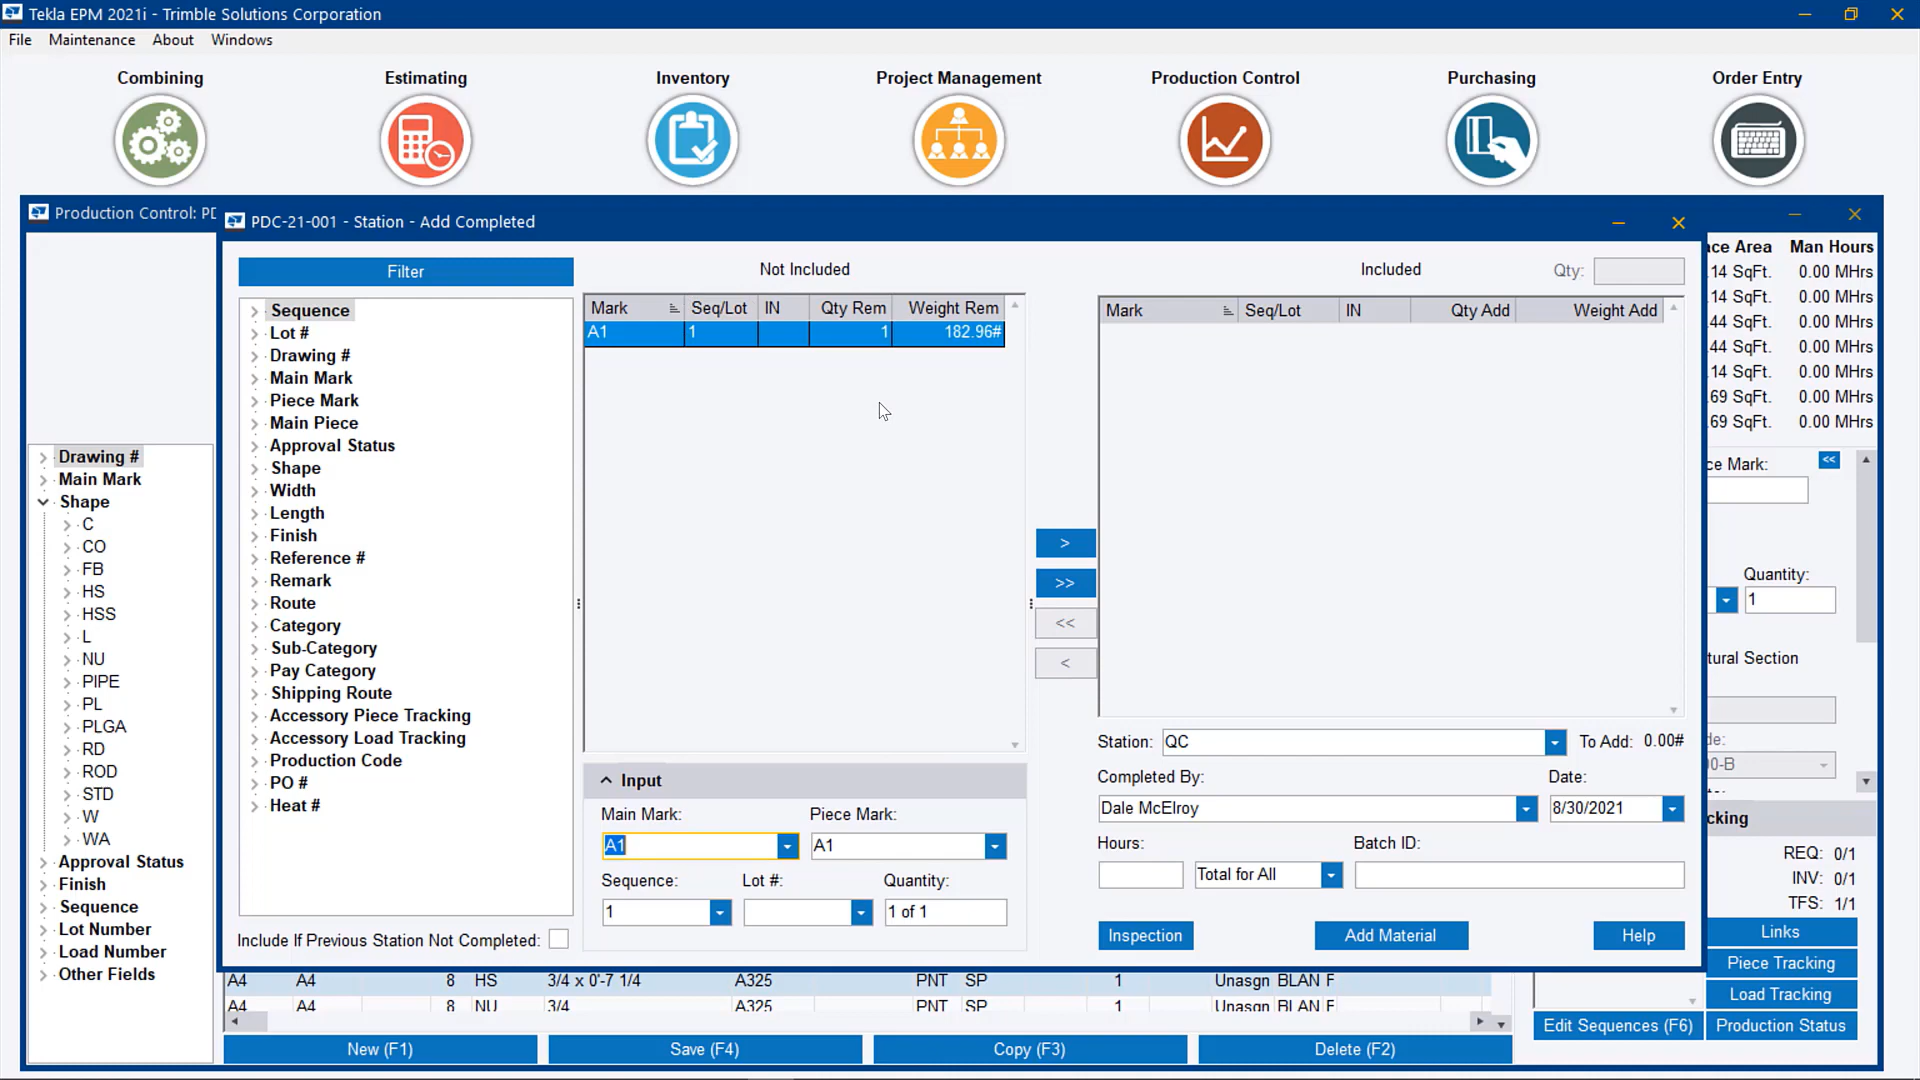 Tekla EPM 2021i - Trimble Solutions Corporation
File Maintenance About Windows
Combining Estimating Inventory Project Management Production Control Purchasing Order Entry
Production Control: PD
PDC-21-001 - Station - Add Completed
Filter
Sequence
Lot #
Drawing #
Main Mark
Piece Mark
Main Piece
Approval Status
Shape
Width
Length
Finish
Reference #
Remark
Route
Category
Sub-Category
Pay Category
Shipping Route
Accessory Piece Tracking
Accessory Load Tracking
Production Code
PO #
Heat #
Include If Previous Station Not Completed:
Not Included
Mark Seq/Lot IN Qty Rem Weight Rem
A1 1 1 182.96#
Input
Main Mark: Piece Mark:
A1 A1
Sequence: Lot #: Quantity:
1 1 of 1
>
>>
<<
<
Included Qty:
Mark Seq/Lot IN Qty Add Weight Add
Station: QC To Add: 0.00#
Completed By: Date:
Dale McElroy 8/30/2021
Hours: Batch ID:
Total for All
Inspection Add Material Help
Drawing #
Main Mark
Shape
C
CO
FB
HS
HSS
L
NU
PIPE
PL
PLGA
RD
ROD
STD
W
WA
Approval Status
Finish
Sequence
Lot Number
Load Number
Other Fields
ace Area Man Hours
.14 SqFt. 0.00 MHrs
.14 SqFt. 0.00 MHrs
.44 SqFt. 0.00 MHrs
.44 SqFt. 0.00 MHrs
.14 SqFt. 0.00 MHrs
.69 SqFt. 0.00 MHrs
.69 SqFt. 0.00 MHrs
ce Mark: <<
Quantity:
1
tural Section
de:
0-B
cking
REQ: 0/1
INV: 0/1
TFS: 1/1
Links
Piece Tracking
Load Tracking
Edit Sequences (F6) Production Status
A4 A4 8 HS 3/4 x 0'-7 1/4 A325 PNT SP 1 Unasgn BLAN F
A4 A4 8 NU 3/4 A325 PNT SP 1 Unasgn BLAN F
New (F1) Save (F4) Copy (F3) Delete (F2)